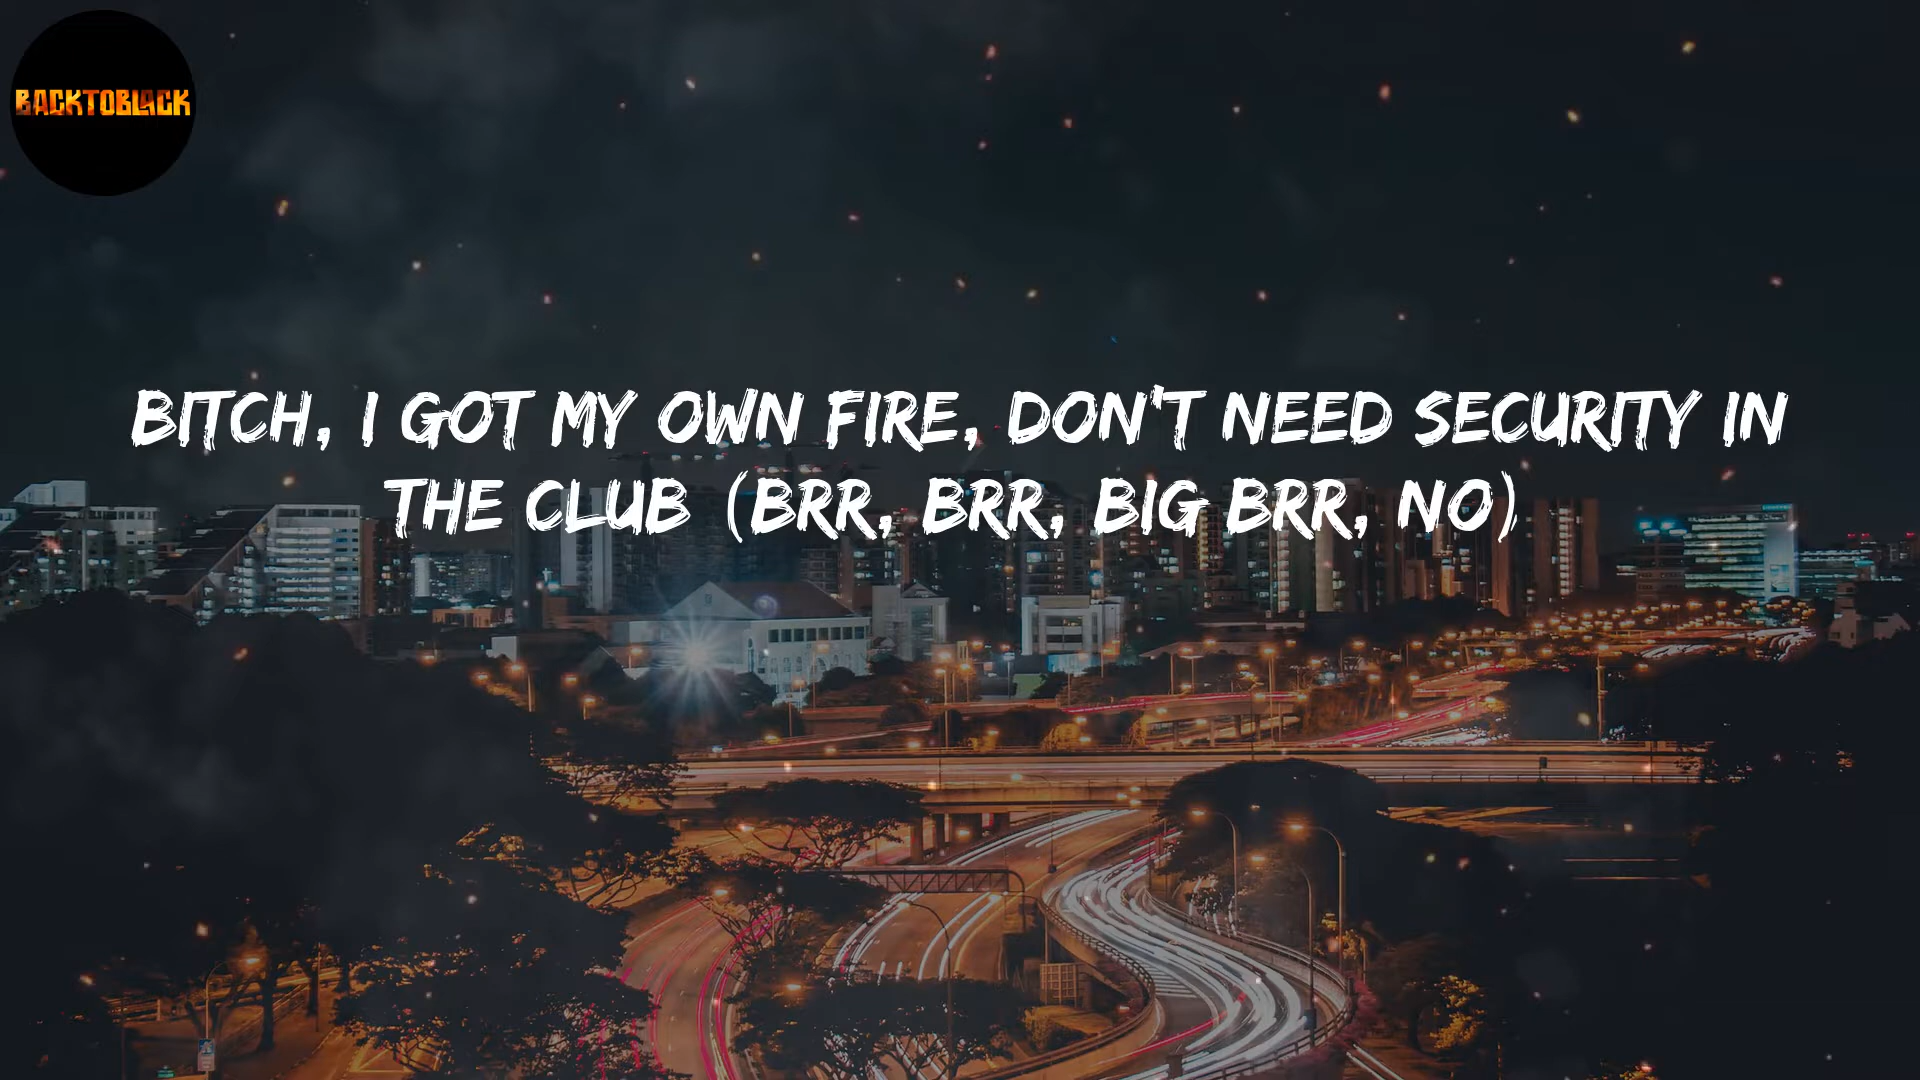 BACKTOBLACK
BITCH, I GOT MY OWN FIRE, DON'T NEED SECURITY IN
THE CLUB (BRR, BRR, BIG BRR, NO)